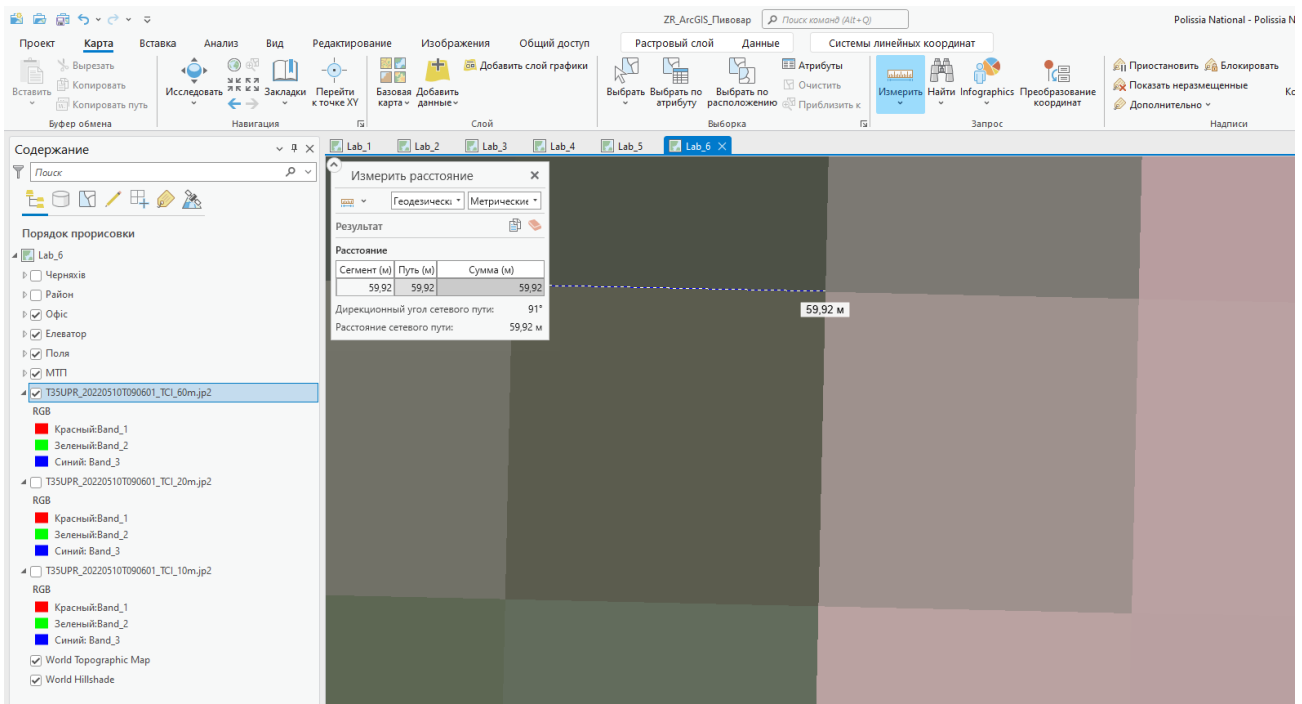 ZR_ArcGIS_Пивовар
Поиск команд (Alt+Q)
Polissia National - Polissia N
Проект Карта Вставка Анализ Вид Редактирование Изображения Общий доступ Растровый слой Данные Системы линейных координат
Вставить
Вырезать
Копировать
Копировать путь
Буфер обмена
Исследовать
Закладки
Перейти к точке XY
Навигация
Базовая карта
Добавить данные
Добавить слой графики
Слой
Выбрать
Выбрать по атрибуту
Выбрать по расположению
Атрибуты
Очистить
Приблизить к
Выборка
Измерить
Найти
Infographics
Преобразование координат
Запрос
Приостановить
Блокировать
Показать неразмещенные
Дополнительно
Надписи
Ко
Содержание
Поиск
Порядок прорисовки
Lab_6
Черняхів
Район
Офіс
Елеватор
Поля
МТП
T35UPR_20220510T090601_TCI_60m.jp2
RGB
Красный:Band_1
Зеленый:Band_2
Синий: Band_3
T35UPR_20220510T090601_TCI_20m.jp2
RGB
Красный:Band_1
Зеленый:Band_2
Синий: Band_3
T35UPR_20220510T090601_TCI_10m.jp2
RGB
Красный:Band_1
Зеленый:Band_2
Синий: Band_3
World Topographic Map
World Hillshade
Lab_1 Lab_2 Lab_3 Lab_4 Lab_5 Lab_6
Измерить расстояние
Геодезическ Метрические
Результат
Расстояние
Сегмент (м) Путь (м) Сумма (м)
59,92 59,92 59,92
Дирекционный угол сетевого пути: 91°
Расстояние сетевого пути: 59,92 м
59,92 м